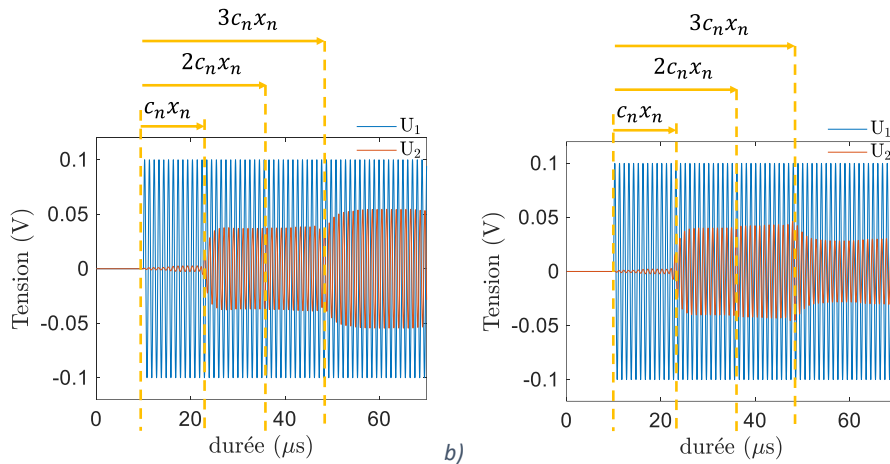 3cₙxₙ
2cₙxₙ
cₙxₙ
U₁
U₂
0.1
0.05
0
-0.05
-0.1
Tension (V)
0 20 40 60
durée (μs)
b)
3cₙxₙ
2cₙxₙ
cₙxₙ
U₁
U₂
0.1
0.05
0
-0.05
-0.1
Tension (V)
0 20 40 60
durée (μs)